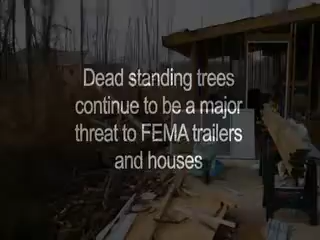 Dead standing trees
continue to be a major
threat to FEMA trailers
and houses